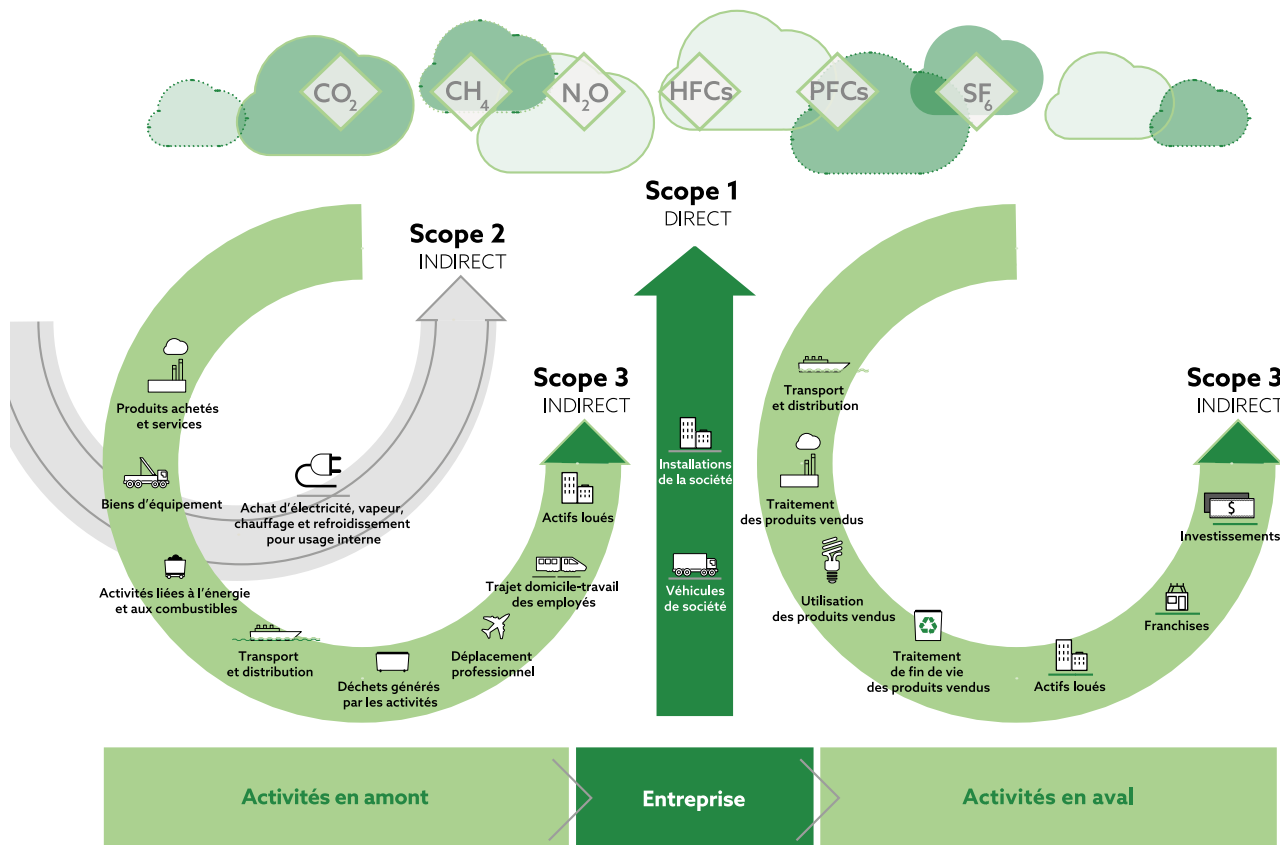 CO₂
CH₄
N₂O
HFCs
PFCs
SF₆
Scope 1
DIRECT
Scope 2
INDIRECT
Scope 3
INDIRECT
Scope 3
INDIRECT
Produits achetés
et services
Biens d'équipement
Achat d'électricité, vapeur,
chauffage et refroidissement
pour usage interne
Activités liées à l'énergie
et aux combustibles
Transport
et distribution
Déchets générés
par les activités
Déplacement
professionnel
Trajet domicile-travail
des employés
Actifs loués
Installations
de la société
Véhicules
de société
Transport
et distribution
Traitement
des produits vendus
Utilisation
des produits vendus
Traitement
de fin de vie
des produits vendus
Actifs loués
Franchises
$
Investissements
Activités en amont
Entreprise
Activités en aval